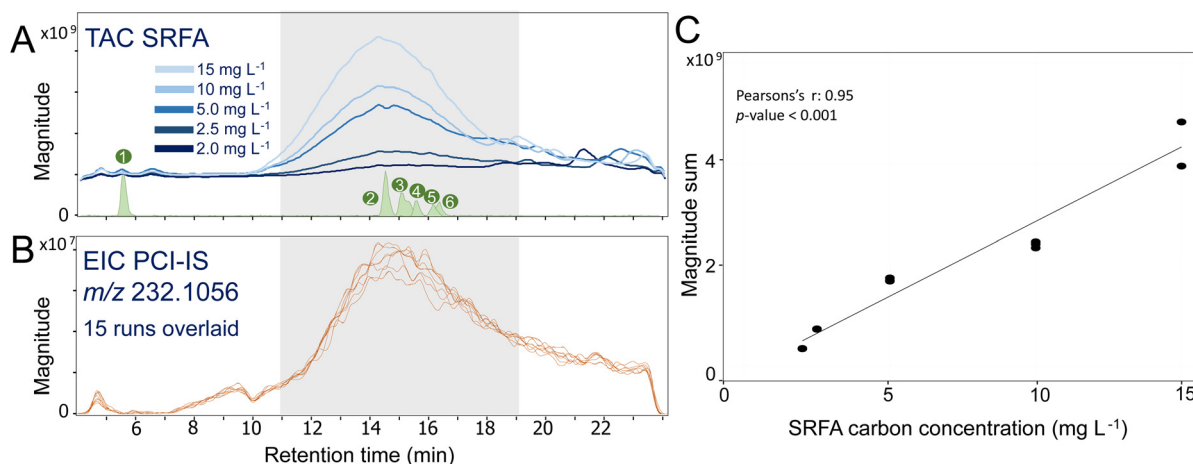 A
x10⁹
TAC SRFA
15 mg L⁻¹
10 mg L⁻¹
5.0 mg L⁻¹
2.5 mg L⁻¹
2.0 mg L⁻¹
Magnitude
0
1
2
3
4
5
6
B
x10⁷
EIC PCI-IS
m/z 232.1056
15 runs overlaid
Magnitude
0
6 8 10 12 14 16 18 20 22
Retention time (min)
C
x10⁹
Pearsons's r: 0.95
p-value < 0.001
Magnitude sum
4
2
0
0 5 10 15
SRFA carbon concentration (mg L⁻¹)